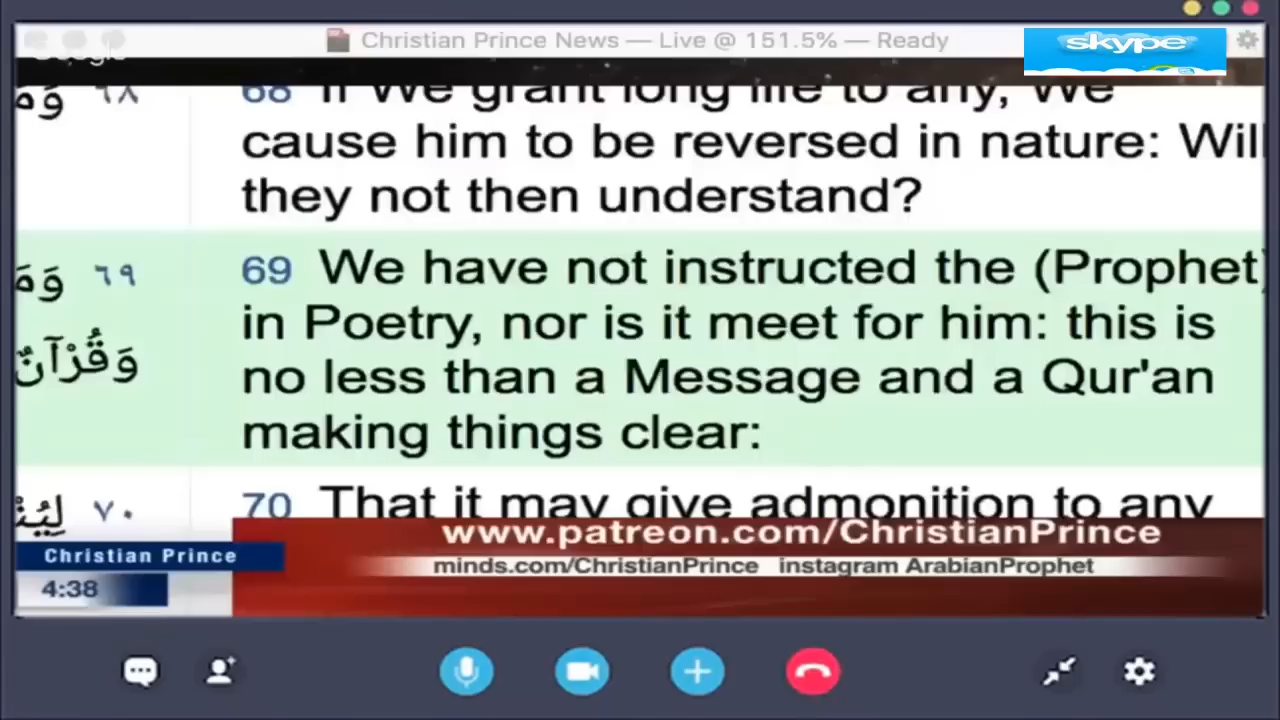 Christian Prince News — Live @ 151.5% — Ready
skype
Google
٦٨ 68 If We grant long life to any, We
cause him to be reversed in nature: Will
they not then understand?
٦٩ 69 We have not instructed the (Prophet)
in Poetry, nor is it meet for him: this is
وَقُرْآنٌ no less than a Message and a Qur'an
making things clear:
٧٠ 70 That it may give admonition to any
www.patreon.com/ChristianPrince
Christian Prince
minds.com/ChristianPrince instagram ArabianProphet
4:38